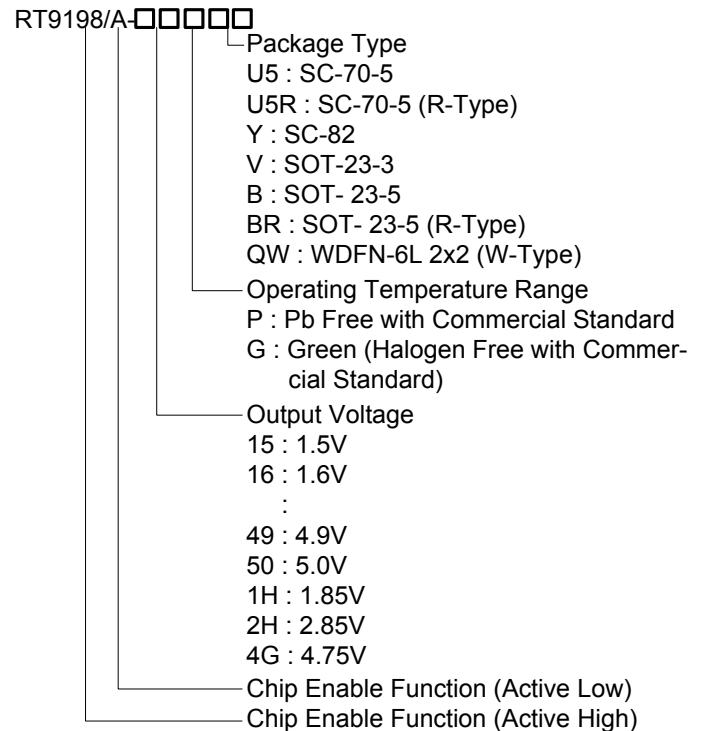 RT9198/A-□□□□□
Package Type
U5 : SC-70-5
U5R : SC-70-5 (R-Type)
Y : SC-82
V : SOT-23-3
B : SOT- 23-5
BR : SOT- 23-5 (R-Type)
QW : WDFN-6L 2x2 (W-Type)
Operating Temperature Range
P : Pb Free with Commercial Standard
G : Green (Halogen Free with Commer-
cial Standard)
Output Voltage
15 : 1.5V
16 : 1.6V
:
49 : 4.9V
50 : 5.0V
1H : 1.85V
2H : 2.85V
4G : 4.75V
Chip Enable Function (Active Low)
Chip Enable Function (Active High)